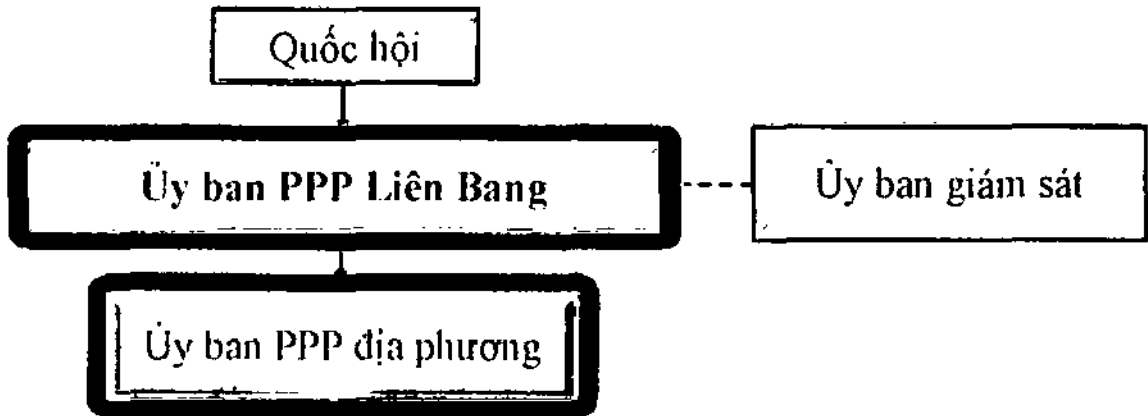 Quốc hội
Ủy ban PPP Liên Bang
Ủy ban giám sát
Ủy ban PPP địa phương